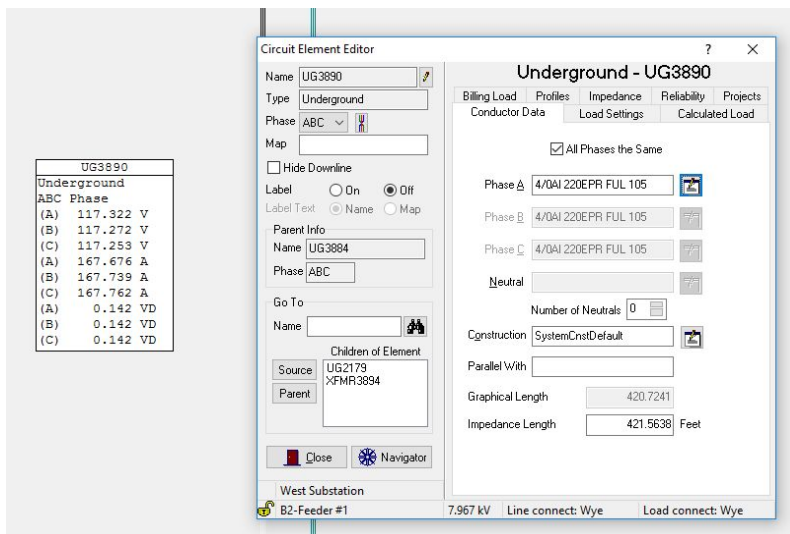 UG3890
Underground
ABC Phase
(A) 117.322 V
(B) 117.272 V
(C) 117.253 V
(A) 167.676 A
(B) 167.739 A
(C) 167.762 A
(A) 0.142 VD
(B) 0.142 VD
(C) 0.142 VD
Circuit Element Editor ? X
Name UG3890
Type Underground
Phase ABC
Map
Hide Downline
Label On Off
Label Text Name Map
Parent Info
Name UG3884
Phase ABC
Go To
Name
Children of Element
Source
Parent
UG2179
XFMR3894
Close Navigator
West Substation
B2-Feeder #1
Underground - UG3890
Billing Load Profiles Impedance Reliability Projects
Conductor Data Load Settings Calculated Load
All Phases the Same
Phase A 4/0Al 220EPR FUL 105
Phase B 4/0Al 220EPR FUL 105
Phase C 4/0Al 220EPR FUL 105
Neutral
Number of Neutrals 0
Construction SystemCnstDefault
Parallel With
Graphical Length 420.7241
Impedance Length 421.5638 Feet
7.967 kV Line connect: Wye Load connect: Wye